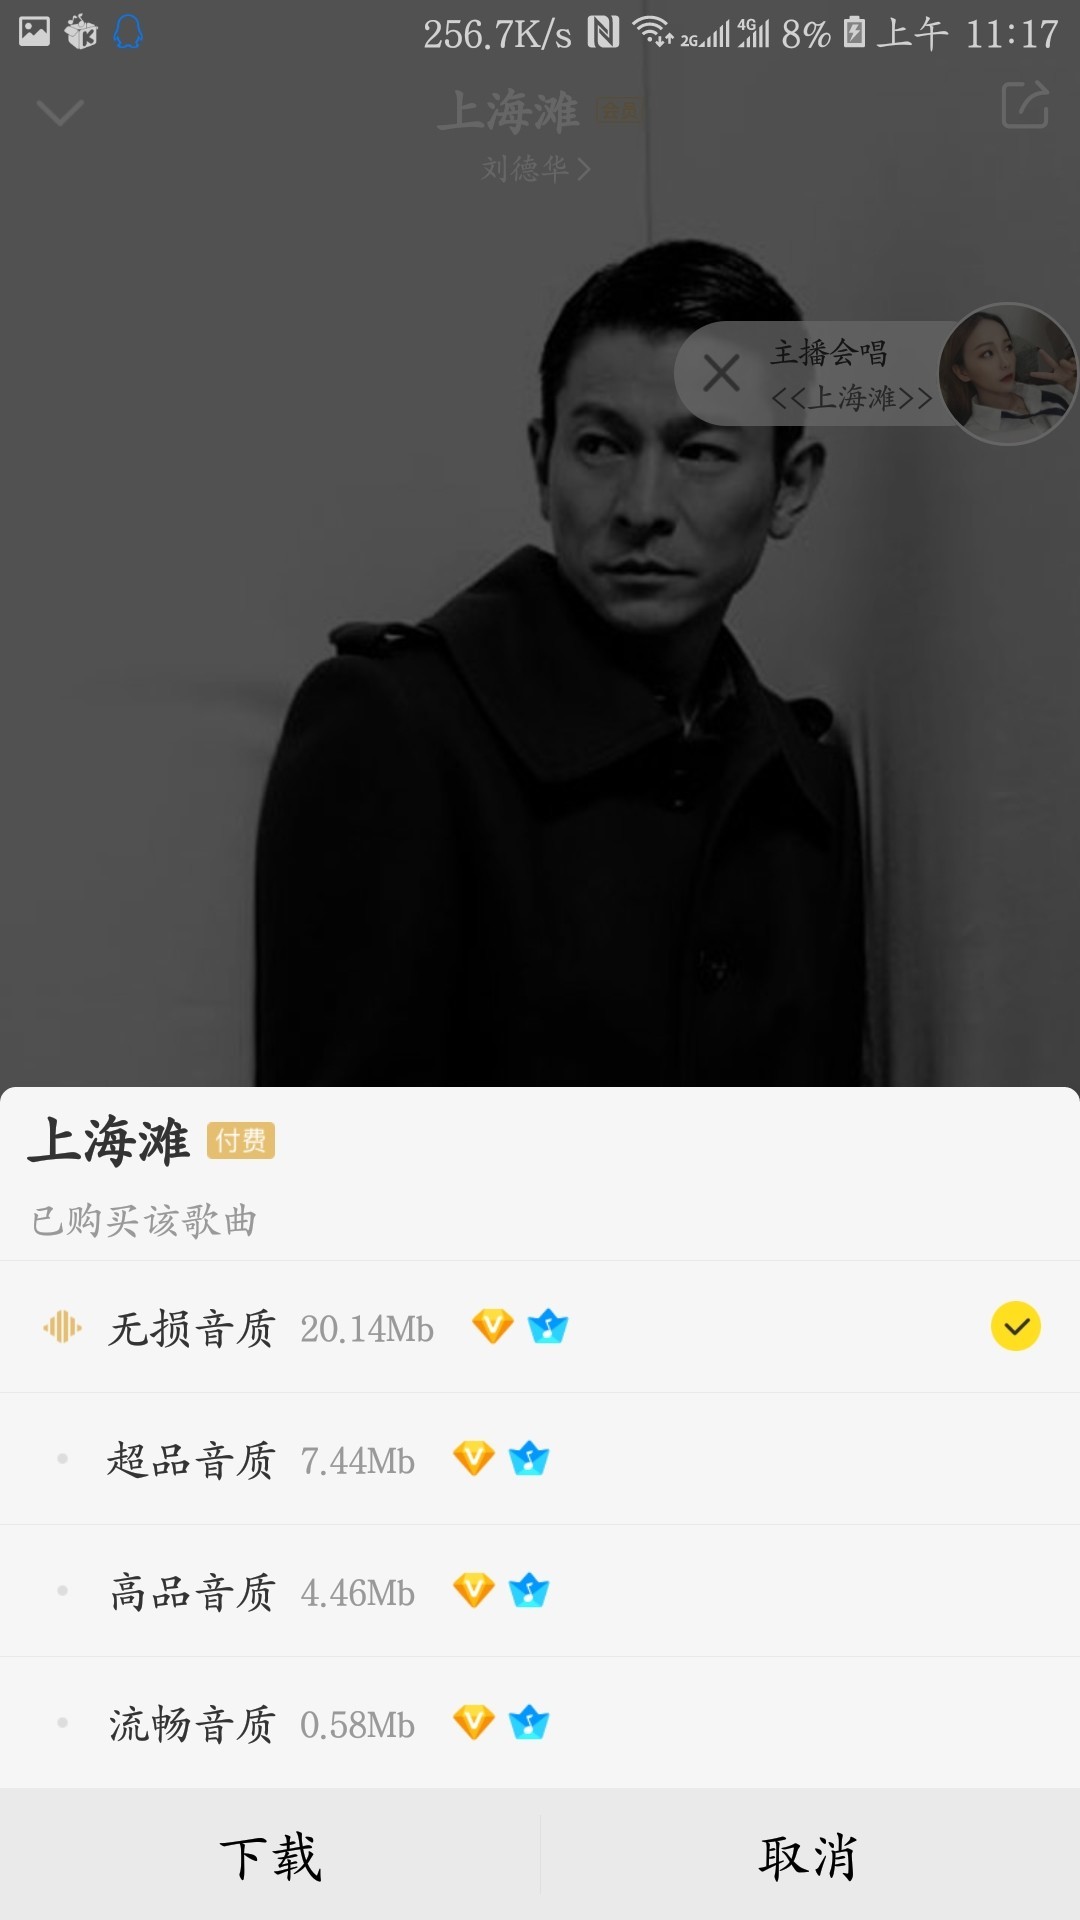 256.7K/s 2G 4G 8% 上午 11:17
上海滩
刘德华
主播会唱
<<上海滩>>
上海滩 付费
已购买该歌曲
无损音质 20.14Mb
超品音质 7.44Mb
高品音质 4.46Mb
流畅音质 0.58Mb
下载 取消